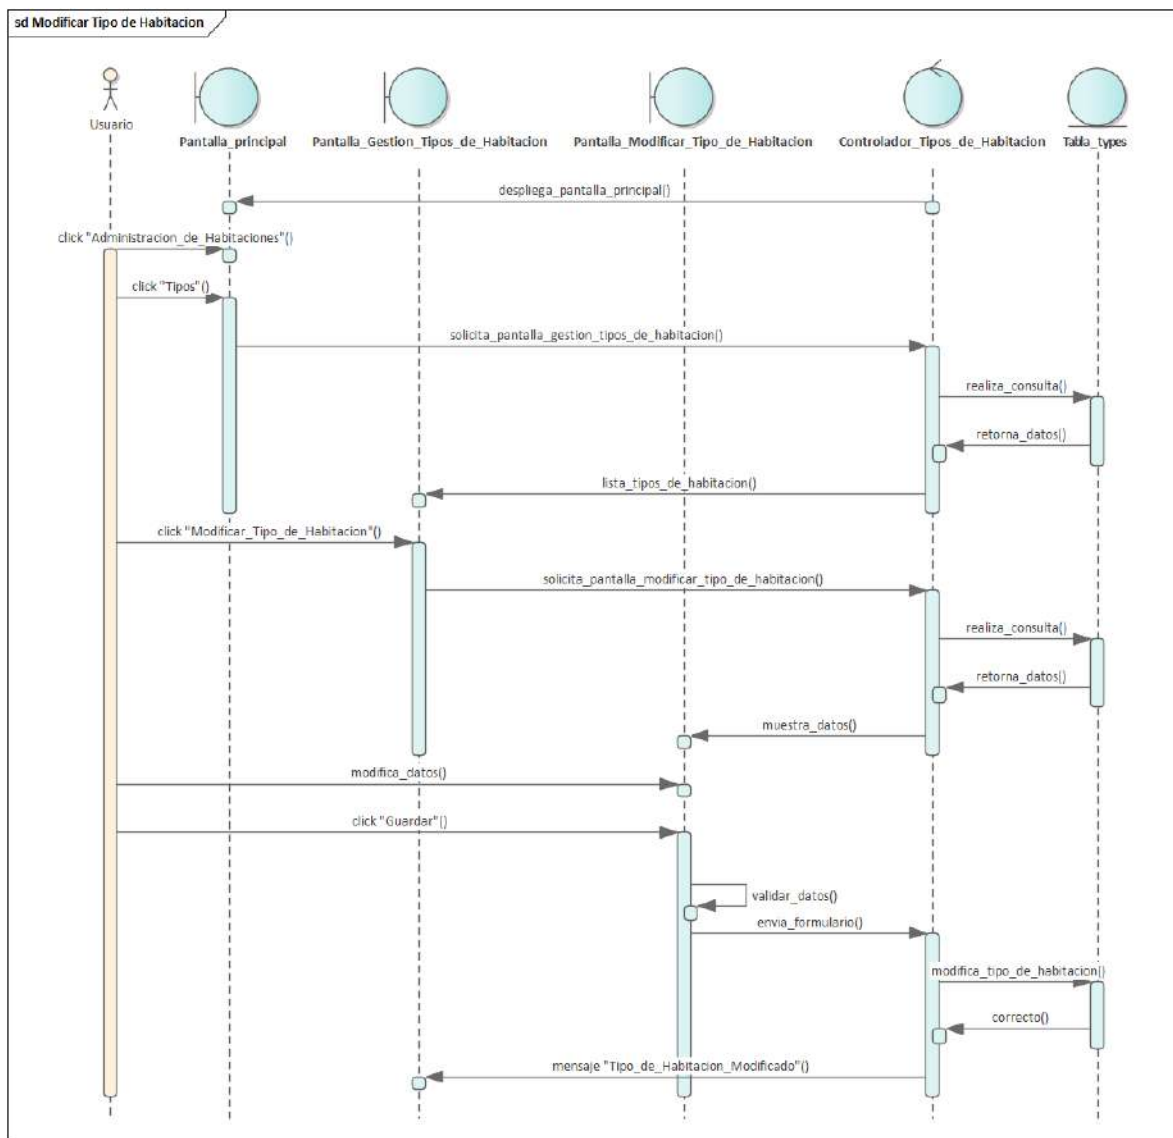 sd Modificar Tipo de Habitacion
Usuario
Pantalla_principal
Pantalla_Gestion_Tipos_de_Habitacion
Pantalla_Modificar_Tipo_de_Habitacion
Controlador_Tipos_de_Habitacion
Tabla_types
despliega_pantalla_principal()
click "Administracion_de_Habitaciones"()
click "Tipos"()
solicita_pantalla_gestion_tipos_de_habitacion()
realiza_consulta()
retorna_datos()
lista_tipos_de_habitacion()
click "Modificar_Tipo_de_Habitacion"()
solicita_pantalla_modificar_tipo_de_habitacion()
realiza_consulta()
retorna_datos()
muestra_datos()
modifica_datos()
click "Guardar"()
validar_datos()
envia_formulario()
modifica_tipo_de_habitacion()
correcto()
mensaje "Tipo_de_Habitacion_Modificado"()